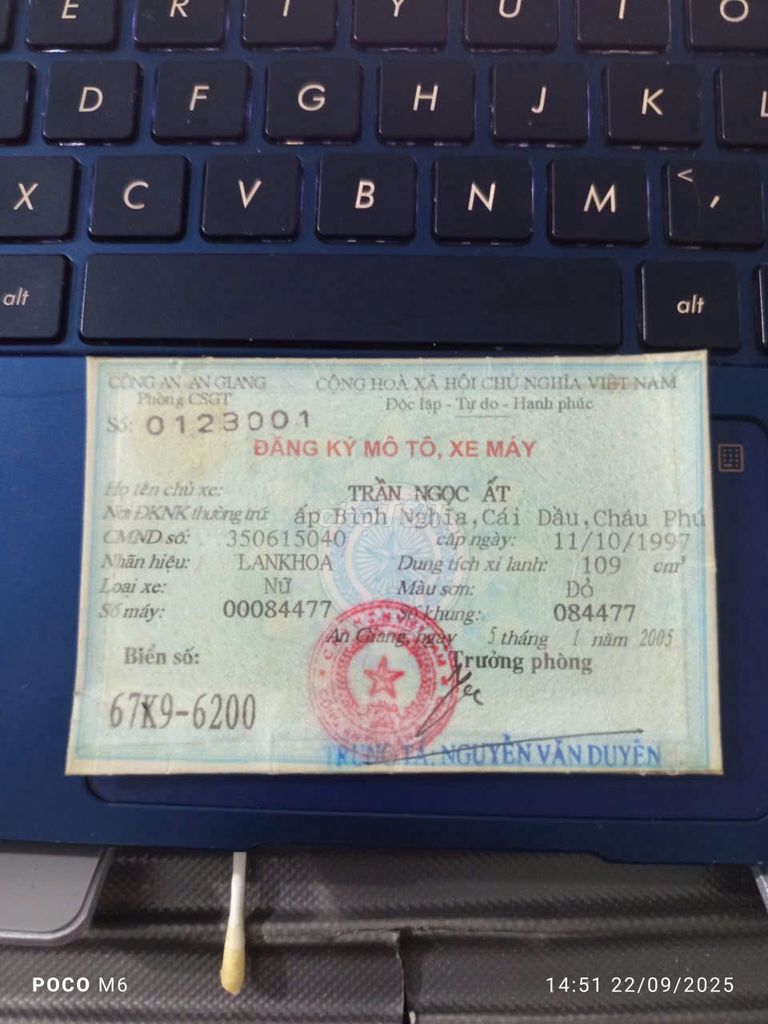 E R T Y U I O
D F G H J K L
X C V B N M < ,
alt alt
CÔNG AN AN GIANG CỘNG HOÀ XÃ HỘI CHỦ NGHĨA VIỆT NAM
Phòng CSGT Độc lập - Tự do - Hạnh phúc
Số: 0123001
ĐĂNG KÝ MÔ TÔ, XE MÁY
Họ tên chủ xe: TRẦN NGỌC ẤT
Nơi ĐKNK thường trú: ấp Bình Nghĩa,Cái Dầu,Châu Phú
CMND số: 350615040 cấp ngày: 11/10/1997
Nhãn hiệu: LANKHOA Dung tích xi lanh: 109 cm³
Loại xe: NỮ Màu sơn: ĐỎ
Số máy: 00084477 Số khung: 084477
An Giang, ngày 5 tháng 1 năm 2005
Biển số: Trưởng phòng
67K9-6200
TRUNG TÁ: NGUYỄN VĂN DUYÊN
POCO M6 14:51 22/09/2025